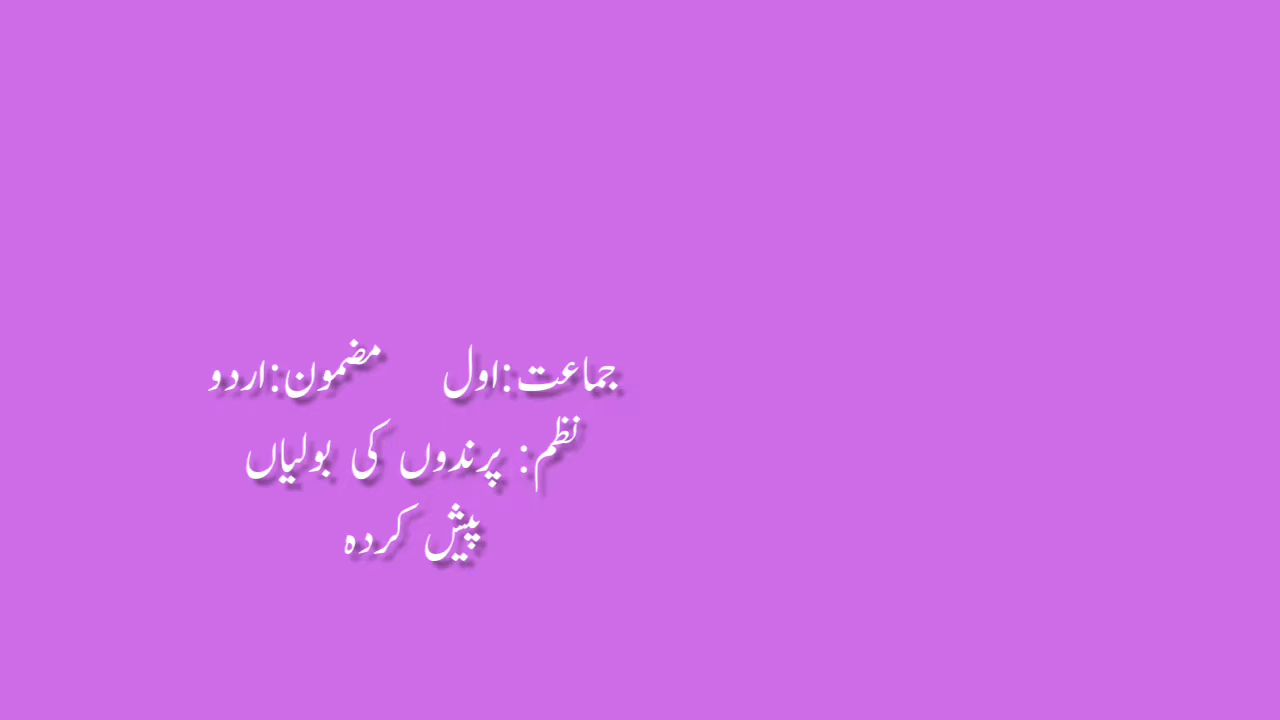 جماعت:اول مضمون:اردو
نظم: پرندوں کی بولیاں
پیش کردہ